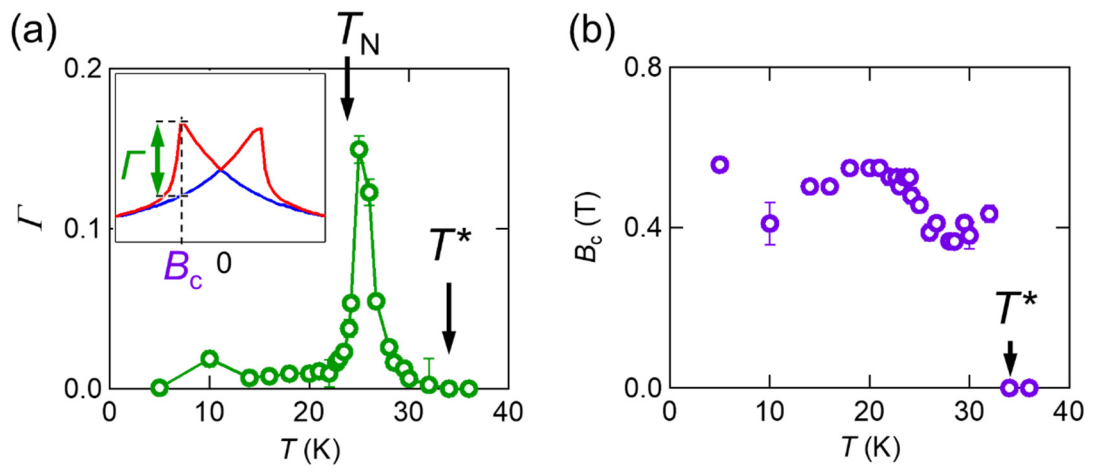 (a)
T_N
0.2
Γ
B_c 0
T*
0.1
Γ
0.0
0 10 20 30 40
T (K)
(b)
0.8
0.4
B_c (T)
T*
0.0
0 10 20 30 40
T (K)